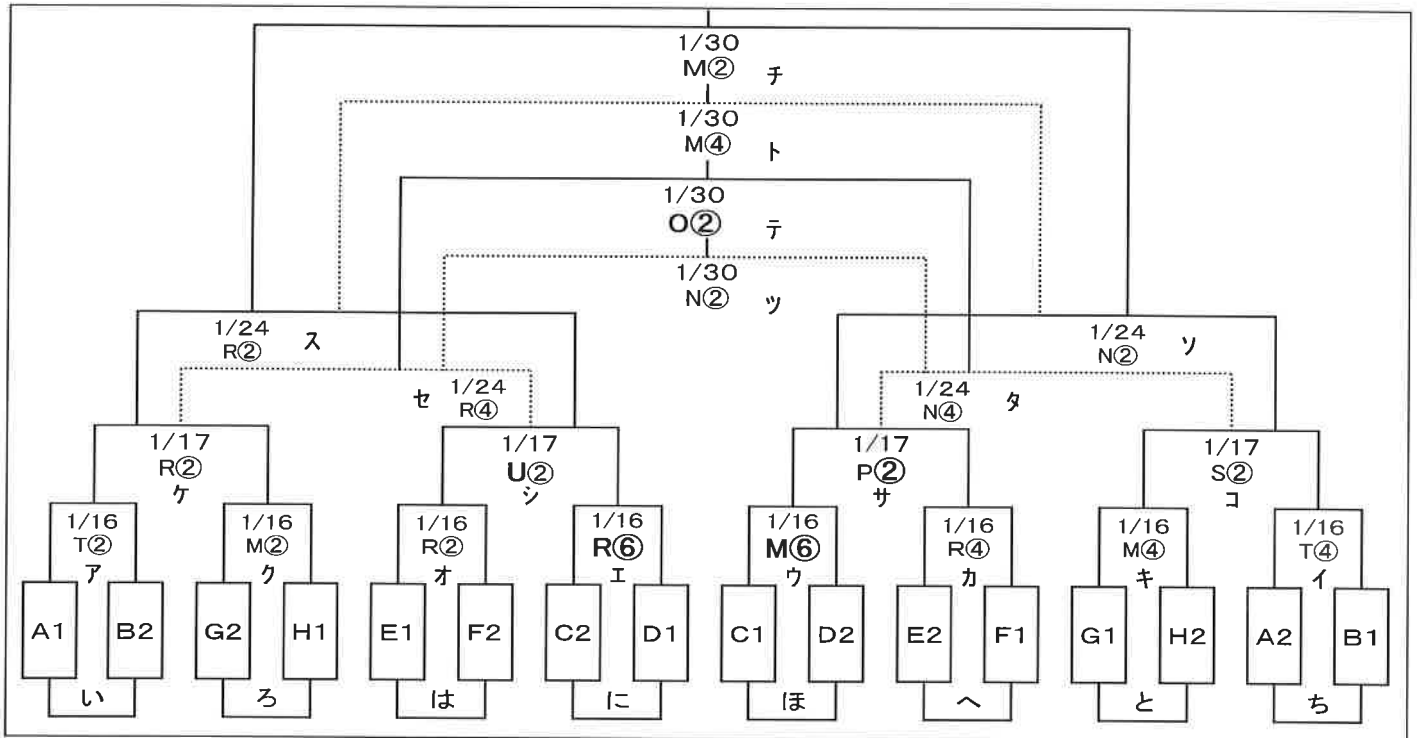 1/30
M② チ
1/30
M④ ト
1/30
O② テ
1/30
N② ツ
1/24 ス 1/24 ソ
R② N②
セ 1/24 1/24 タ
R④ N④
1/17 1/17 1/17 1/17
R② U② P② S②
ケ シ サ コ
1/16 1/16 1/16 1/16 1/16 1/16 1/16 1/16
T② M② R② R⑥ M⑥ R④ M④ T④
ア ク オ エ ウ カ キ イ
A1 B2 G2 H1 E1 F2 C2 D1 C1 D2 E2 F1 G1 H2 A2 B1
い ろ は に ほ へ と ち